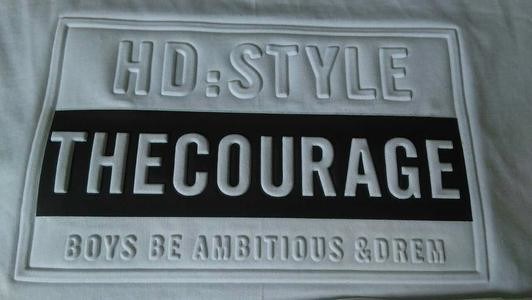 HD:STYLE
THECOURAGE
BOYS BE AMBITIOUS &DREM